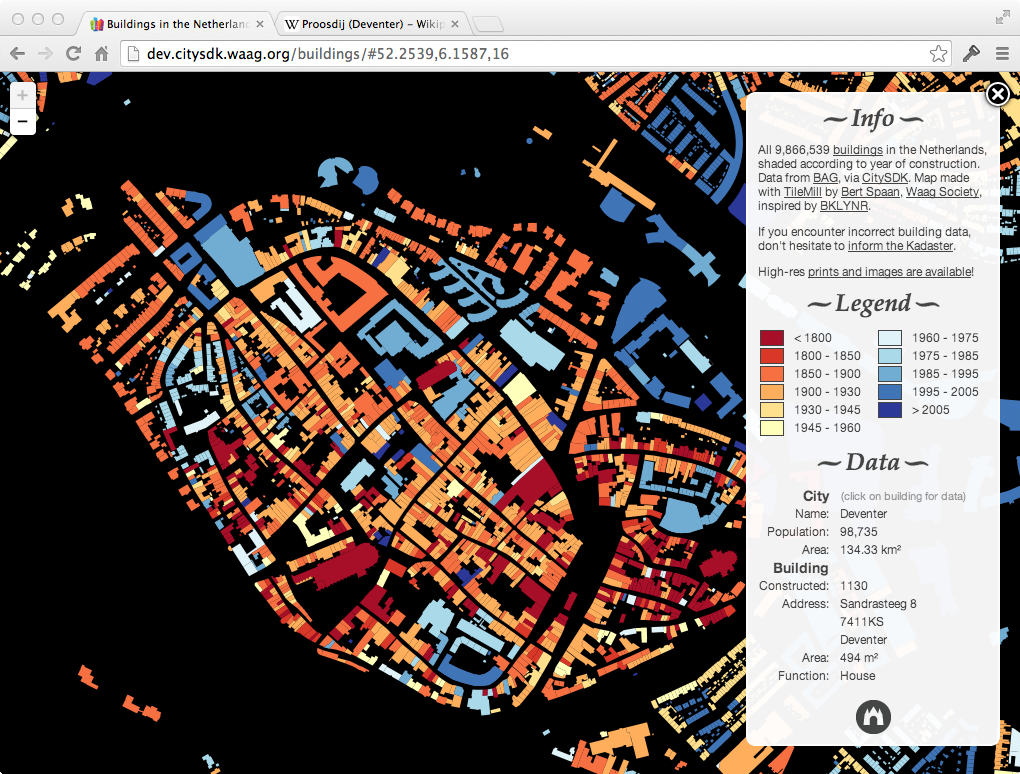 Buildings in the Netherlan
W Proosdij (Deventer) – Wikip
dev.citysdk.waag.org/buildings/#52.2539,6.1587,16
+
−
Info
All 9,866,539 buildings in the Netherlands,
shaded according to year of construction.
Data from BAG, via CitySDK. Map made
with TileMill by Bert Spaan, Waag Society,
inspired by BKLYNR.
If you encounter incorrect building data,
don't hesitate to inform the Kadaster.
High-res prints and images are available!
Legend
< 1800
1800 - 1850
1850 - 1900
1900 - 1930
1930 - 1945
1945 - 1960
1960 - 1975
1975 - 1985
1985 - 1995
1995 - 2005
> 2005
Data
City (click on building for data)
Name: Deventer
Population: 98,735
Area: 134.33 km²
Building
Constructed: 1130
Address: Sandrasteeg 8
7411KS
Deventer
Area: 494 m²
Function: House